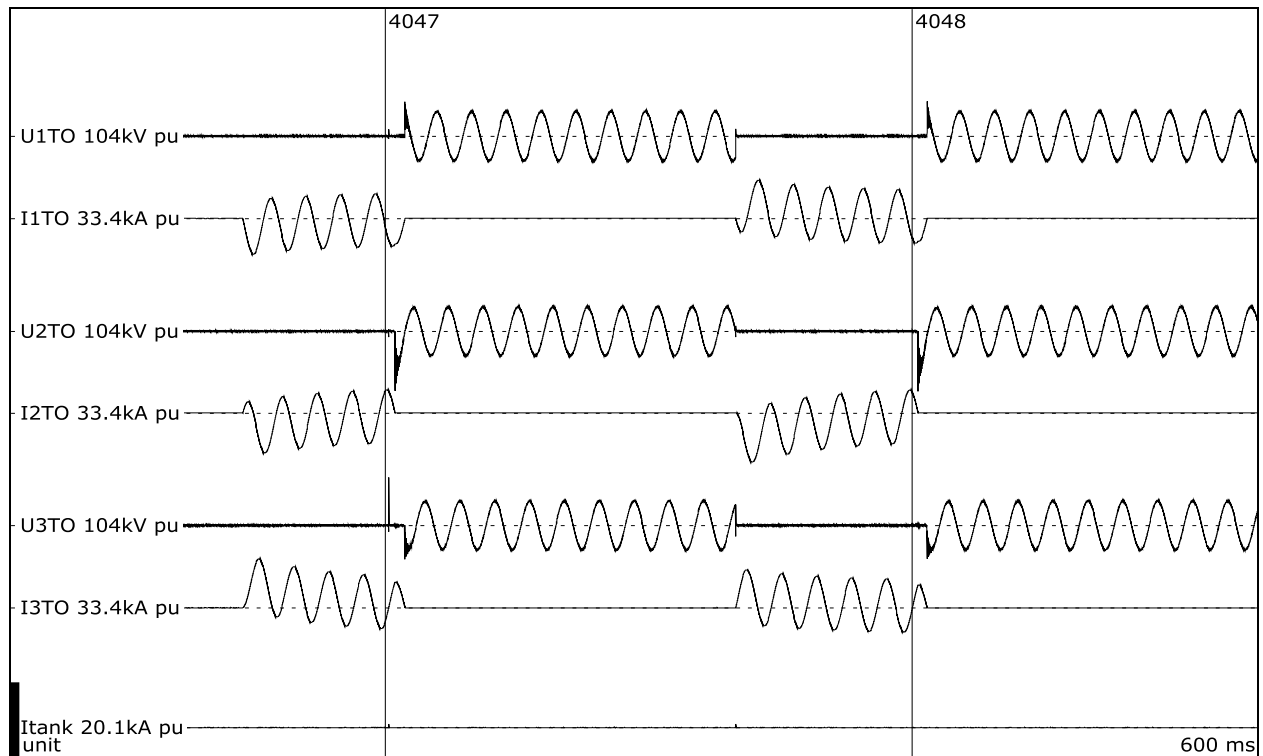 4047 4048
U1TO 104kV pu
I1TO 33.4kA pu
U2TO 104kV pu
I2TO 33.4kA pu
U3TO 104kV pu
I3TO 33.4kA pu
Itank 20.1kA pu
unit 600 ms